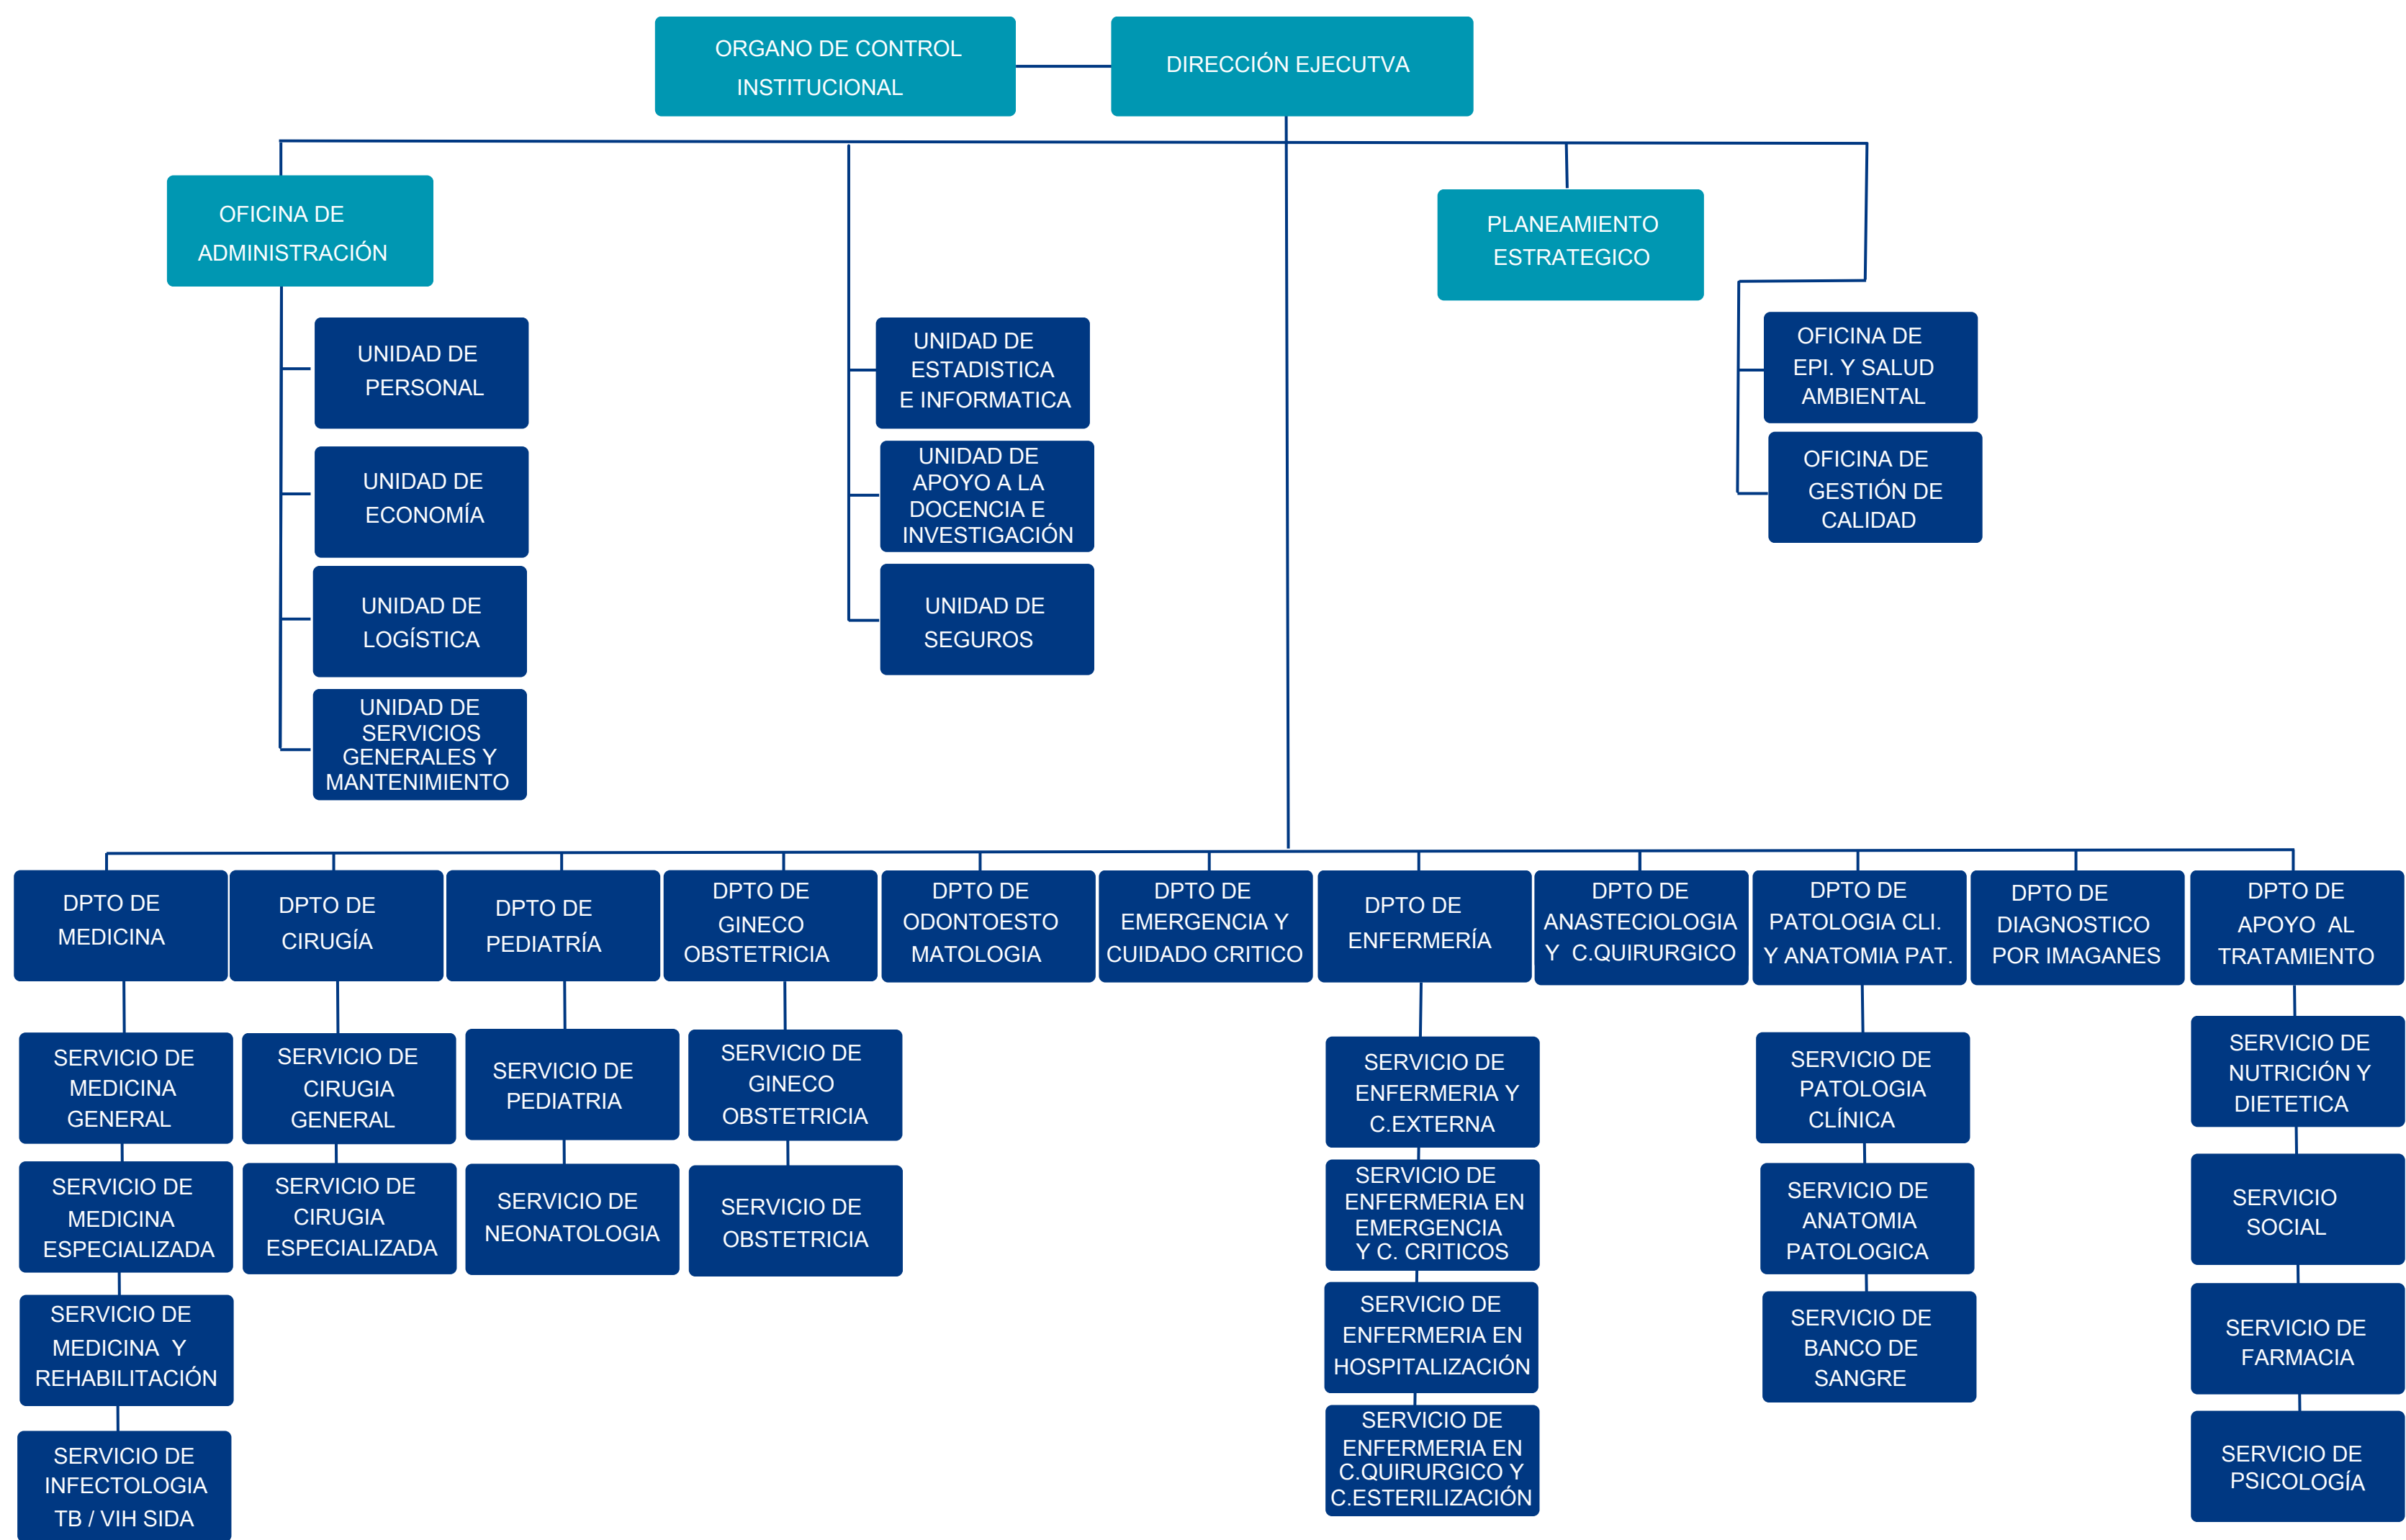 ORGANO DE CONTROL
INSTITUCIONAL
DIRECCIÓN EJECUTVA
OFICINA DE
ADMINISTRACIÓN
PLANEAMIENTO
ESTRATEGICO
UNIDAD DE
PERSONAL
UNIDAD DE
ECONOMÍA
UNIDAD DE
LOGÍSTICA
UNIDAD DE
SERVICIOS
GENERALES Y
MANTENIMIENTO
UNIDAD DE
ESTADISTICA
E INFORMATICA
UNIDAD DE
APOYO A LA
DOCENCIA E
INVESTIGACIÓN
UNIDAD DE
SEGUROS
OFICINA DE
EPI. Y SALUD
AMBIENTAL
OFICINA DE
GESTIÓN DE
CALIDAD
DPTO DE
MEDICINA
DPTO DE
CIRUGÍA
DPTO DE
PEDIATRÍA
DPTO DE
GINECO
OBSTETRICIA
DPTO DE
ODONTOESTO
MATOLOGIA
DPTO DE
EMERGENCIA Y
CUIDADO CRITICO
DPTO DE
ENFERMERÍA
DPTO DE
ANASTECIOLOGIA
Y C.QUIRURGICO
DPTO DE
PATOLOGIA CLI.
Y ANATOMIA PAT.
DPTO DE
DIAGNOSTICO
POR IMAGANES
DPTO DE
APOYO AL
TRATAMIENTO
SERVICIO DE
MEDICINA
GENERAL
SERVICIO DE
MEDICINA
ESPECIALIZADA
SERVICIO DE
MEDICINA Y
REHABILITACIÓN
SERVICIO DE
INFECTOLOGIA
TB / VIH SIDA
SERVICIO DE
CIRUGIA
GENERAL
SERVICIO DE
CIRUGIA
ESPECIALIZADA
SERVICIO DE
PEDIATRIA
SERVICIO DE
NEONATOLOGIA
SERVICIO DE
GINECO
OBSTETRICIA
SERVICIO DE
OBSTETRICIA
SERVICIO DE
ENFERMERIA Y
C.EXTERNA
SERVICIO DE
ENFERMERIA EN
EMERGENCIA
Y C. CRITICOS
SERVICIO DE
ENFERMERIA EN
HOSPITALIZACIÓN
SERVICIO DE
ENFERMERIA EN
C.QUIRURGICO Y
C.ESTERILIZACIÓN
SERVICIO DE
PATOLOGIA
CLÍNICA
SERVICIO DE
ANATOMIA
PATOLOGICA
SERVICIO DE
BANCO DE
SANGRE
SERVICIO DE
NUTRICIÓN Y
DIETETICA
SERVICIO
SOCIAL
SERVICIO DE
FARMACIA
SERVICIO DE
PSICOLOGÍA